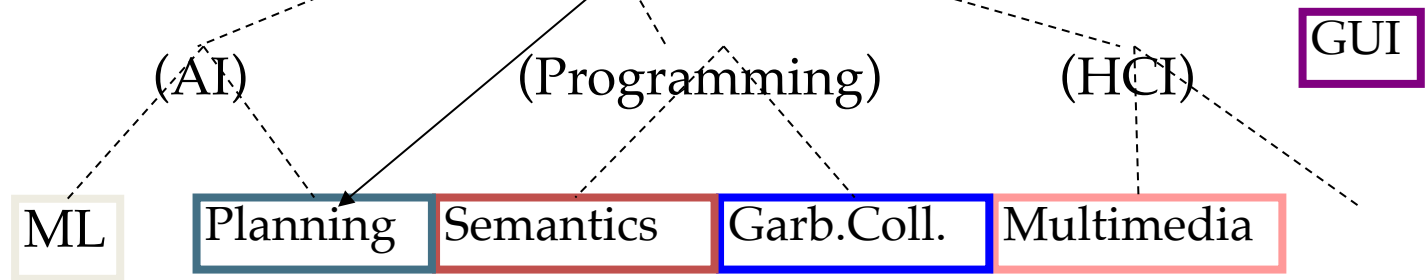 GUI
(AI)
(Programming)
(HCI)
ML
Planning
Semantics
Garb.Coll.
Multimedia